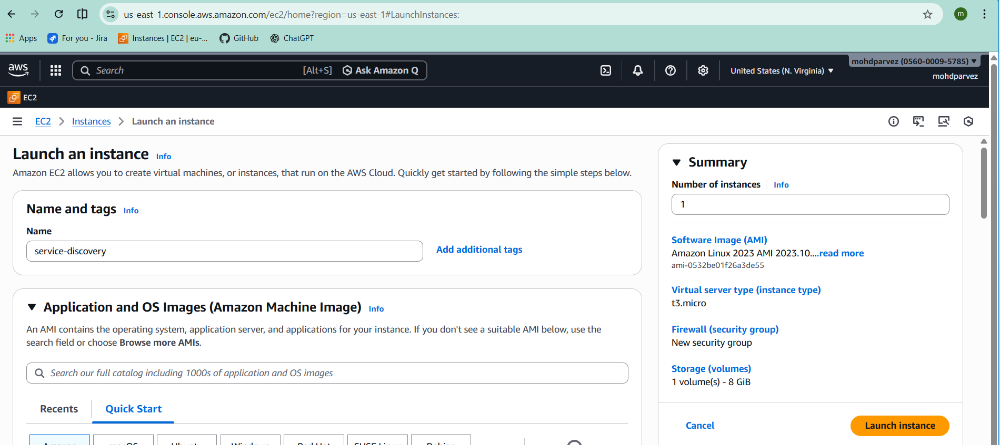 us-east-1.console.aws.amazon.com/ec2/home?region=us-east-1#LaunchInstances:
m
Apps
For you - Jira
Instances | EC2 | eu-...
GitHub
ChatGPT
aws
Search
[Alt+S]
Ask Amazon Q
United States (N. Virginia)
mohdparvez (0560-0009-5785)
mohdparvez
EC2
EC2
Instances
Launch an instance
Launch an instance Info
Amazon EC2 allows you to create virtual machines, or instances, that run on the AWS Cloud. Quickly get started by following the simple steps below.
Name and tags Info
Name
service-discovery
Add additional tags
Application and OS Images (Amazon Machine Image) Info
An AMI contains the operating system, application server, and applications for your instance. If you don't see a suitable AMI below, use the
search field or choose Browse more AMIs.
Search our full catalog including 1000s of application and OS images
Recents
Quick Start
Amazon
macOS
Ubuntu
Windows
Red Hat
SUSE Linux
Debian
Summary
Number of instances Info
1
Software Image (AMI)
Amazon Linux 2023 AMI 2023.10....read more
ami-0532be01f26a3de55
Virtual server type (instance type)
t3.micro
Firewall (security group)
New security group
Storage (volumes)
1 volume(s) - 8 GiB
Cancel
Launch instance